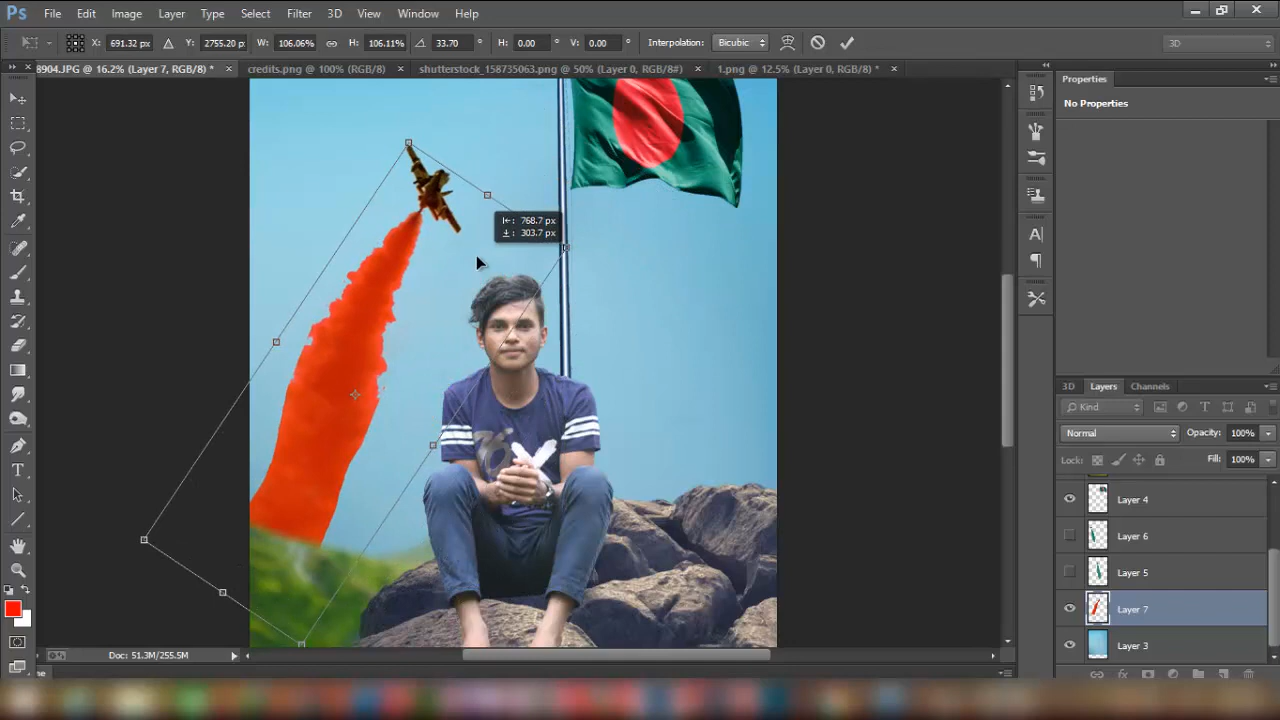 Ps File Edit Image Layer Type Select Filter 3D View Window Help
X: 691.32 px Y: 2755.20 px W: 106.06% H: 106.11% 33.70 ° H: 0.00 ° V: 0.00 ° Interpolation: Bicubic 3D
8904.JPG @ 16.2% (Layer 7, RGB/8) * × credits.png @ 100% (RGB/8) × shutterstock_158735063.png @ 50% (Layer 0, RGB/8#) × 1.png @ 12.5% (Layer 0, RGB/8) * ×
Properties
No Properties
: 768.7 px
: 303.7 px
3D Layers Channels
Kind
Normal Opacity: 100%
Lock: Fill: 100%
Layer 4
Layer 6
Layer 5
Layer 7
Layer 3
76
Doc: 51.3M/255.5M